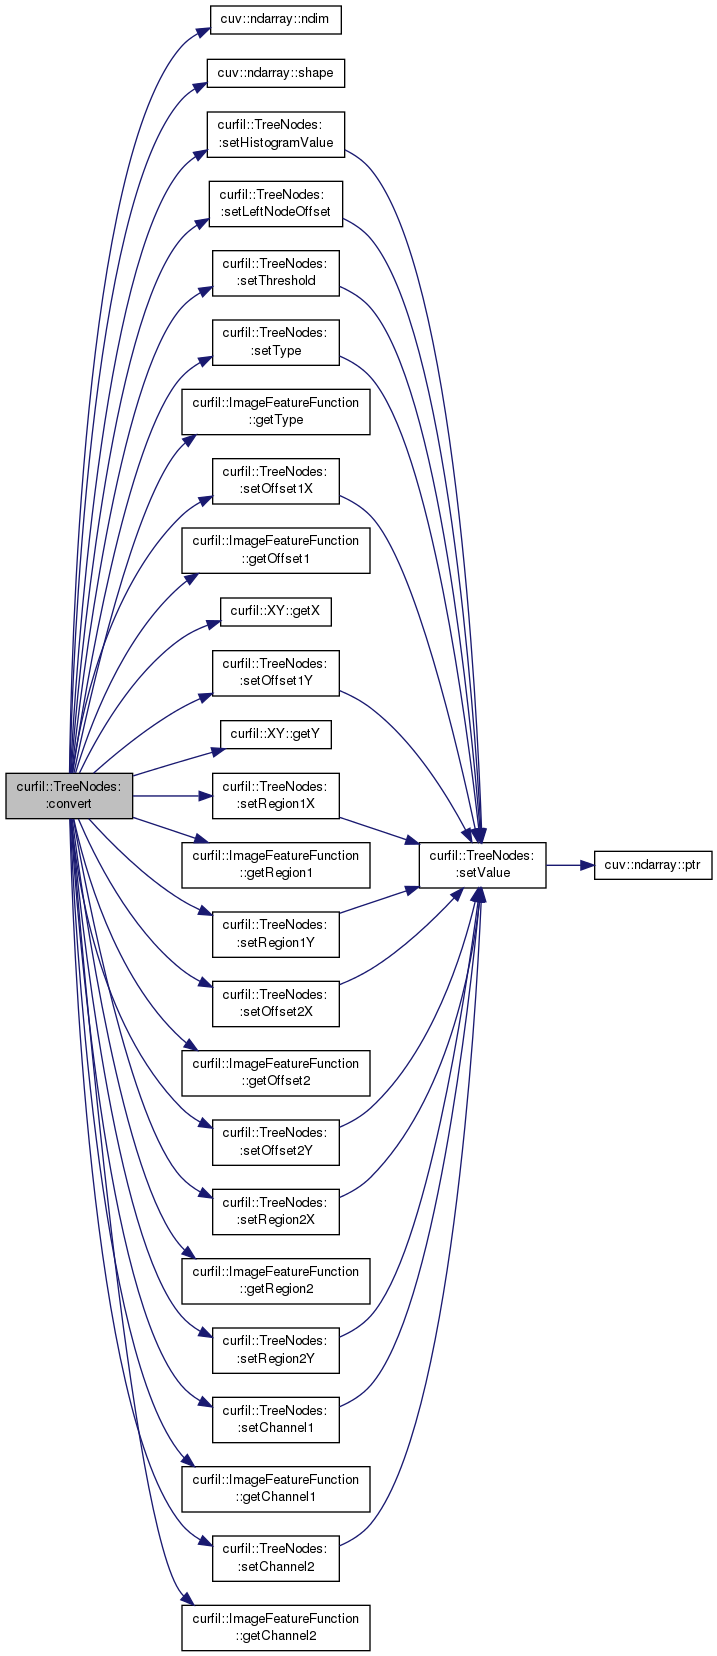 cuv::ndarray::ndim
cuv::ndarray::shape
curfil::TreeNodes:
:setHistogramValue
curfil::TreeNodes:
:setLeftNodeOffset
curfil::TreeNodes:
:setThreshold
curfil::TreeNodes:
:setType
curfil::ImageFeatureFunction
::getType
curfil::TreeNodes:
:setOffset1X
curfil::ImageFeatureFunction
::getOffset1
curfil::XY::getX
curfil::TreeNodes:
:setOffset1Y
curfil::XY::getY
curfil::TreeNodes:
:convert
curfil::TreeNodes:
:setRegion1X
curfil::ImageFeatureFunction
::getRegion1
curfil::TreeNodes:
:setValue
cuv::ndarray::ptr
curfil::TreeNodes:
:setRegion1Y
curfil::TreeNodes:
:setOffset2X
curfil::ImageFeatureFunction
::getOffset2
curfil::TreeNodes:
:setOffset2Y
curfil::TreeNodes:
:setRegion2X
curfil::ImageFeatureFunction
::getRegion2
curfil::TreeNodes:
:setRegion2Y
curfil::TreeNodes:
:setChannel1
curfil::ImageFeatureFunction
::getChannel1
curfil::TreeNodes:
:setChannel2
curfil::ImageFeatureFunction
::getChannel2